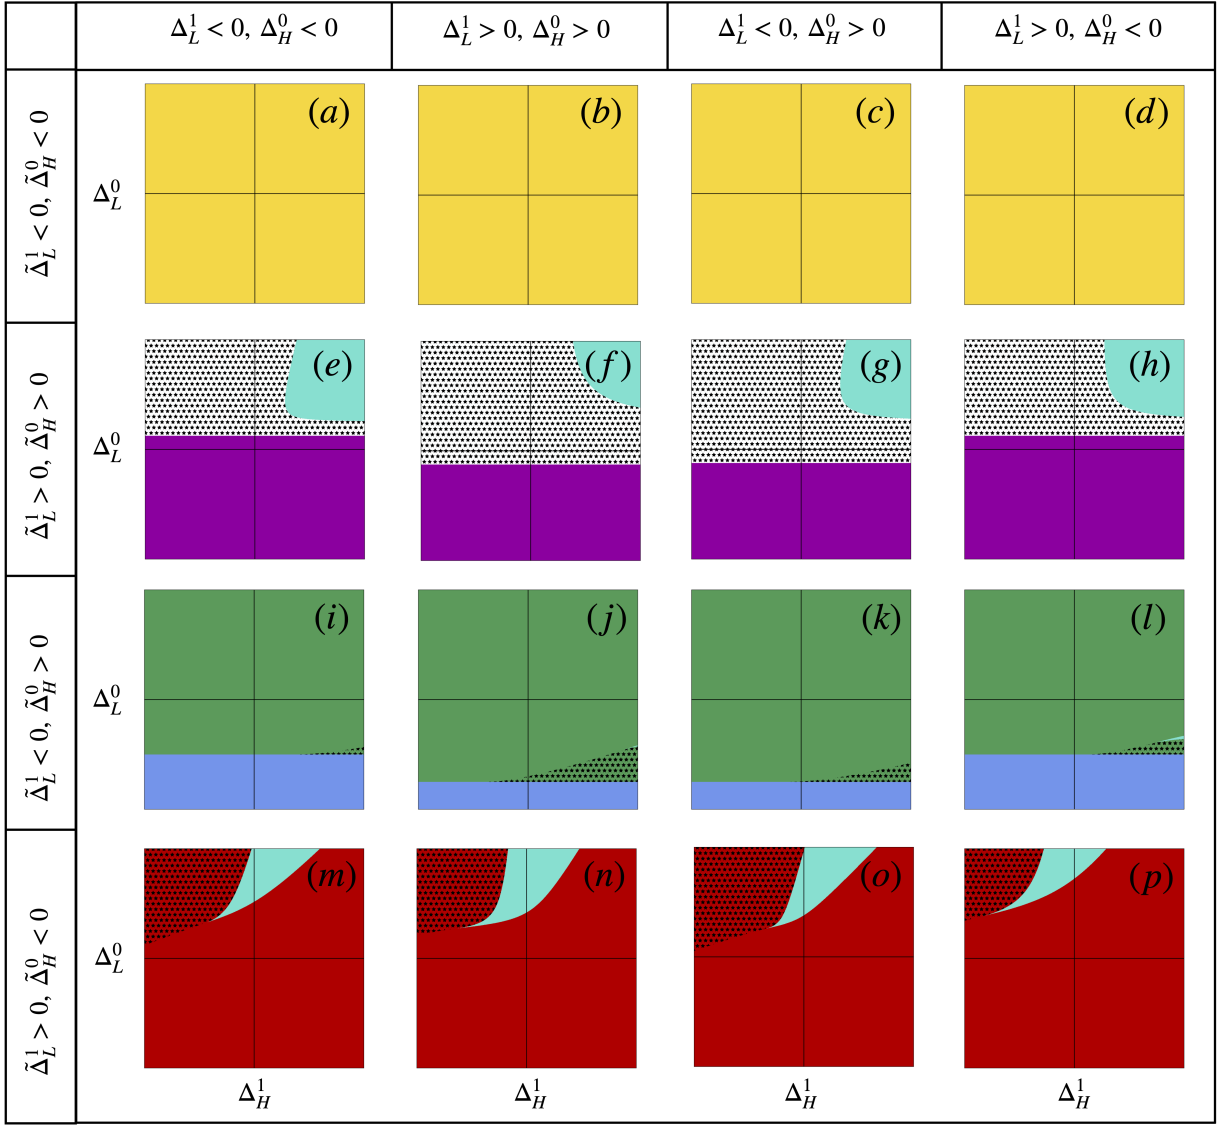 Δ_L^1 < 0, Δ_H^0 < 0
Δ_L^1 > 0, Δ_H^0 > 0
Δ_L^1 < 0, Δ_H^0 > 0
Δ_L^1 > 0, Δ_H^0 < 0
Δ̃_L^1 < 0, Δ̃_H^0 < 0
Δ_L^0
(a)
(b)
(c)
(d)
Δ̃_L^1 > 0, Δ̃_H^0 > 0
Δ_L^0
(e)
(f)
(g)
(h)
Δ̃_L^1 < 0, Δ̃_H^0 > 0
Δ_L^0
(i)
(j)
(k)
(l)
Δ̃_L^1 > 0, Δ̃_H^0 < 0
Δ_L^0
(m)
(n)
(o)
(p)
Δ_H^1
Δ_H^1
Δ_H^1
Δ_H^1